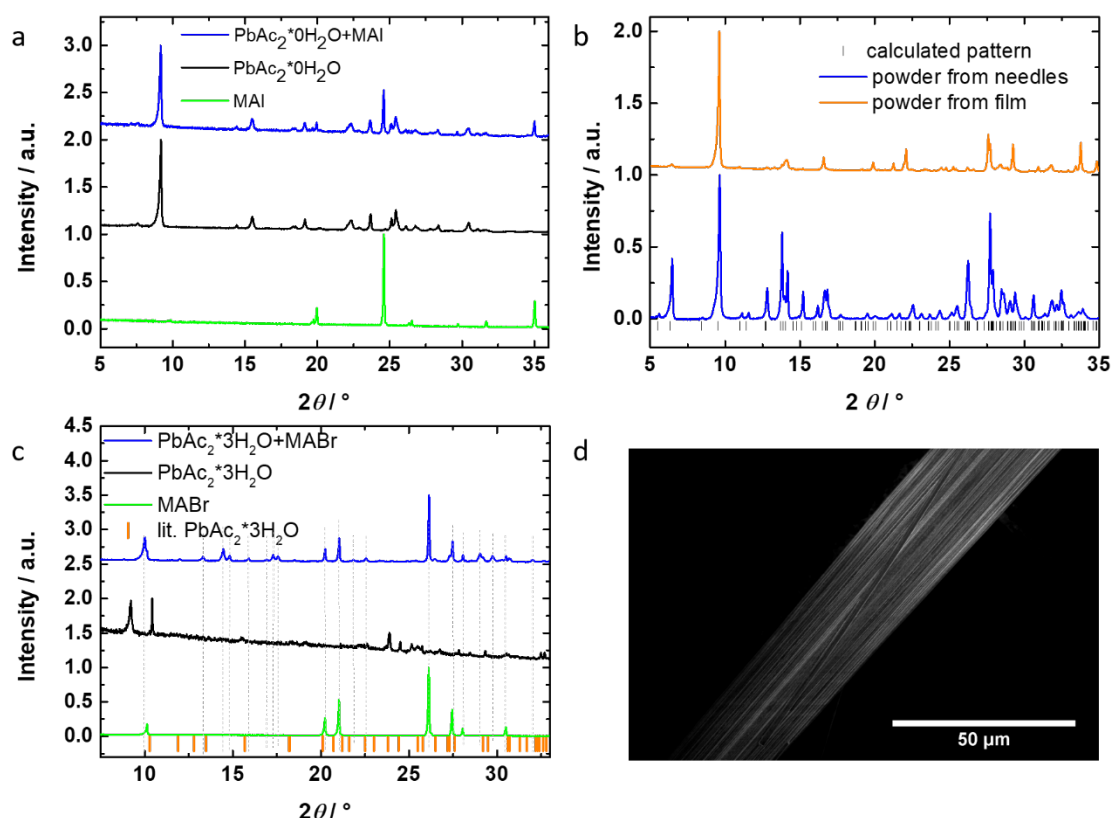 a
PbAc2*0H2O+MAI
PbAc2*0H2O
MAI
Intensity / a.u.
3.0
2.5
2.0
1.5
1.0
0.5
0.0
5 10 15 20 25 30 35
2θ / °
b
calculated pattern
powder from needles
powder from film
Intensity / a.u.
2.0
1.5
1.0
0.5
0.0
5 10 15 20 25 30 35
2 θ / °
c
PbAc2*3H2O+MABr
PbAc2*3H2O
MABr
lit. PbAc2*3H2O
Intensity / a.u.
4.5
4.0
3.5
3.0
2.5
2.0
1.5
1.0
0.5
0.0
10 15 20 25 30
2θ / °
d
50 µm